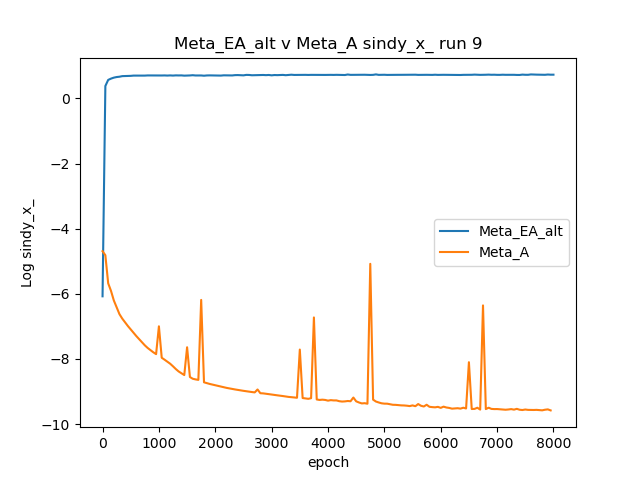 Meta_EA_alt v Meta_A sindy_x_ run 9
Log sindy_x_
0
−2
−4
−6
−8
−10
Meta_EA_alt
Meta_A
0 1000 2000 3000 4000 5000 6000 7000 8000
epoch